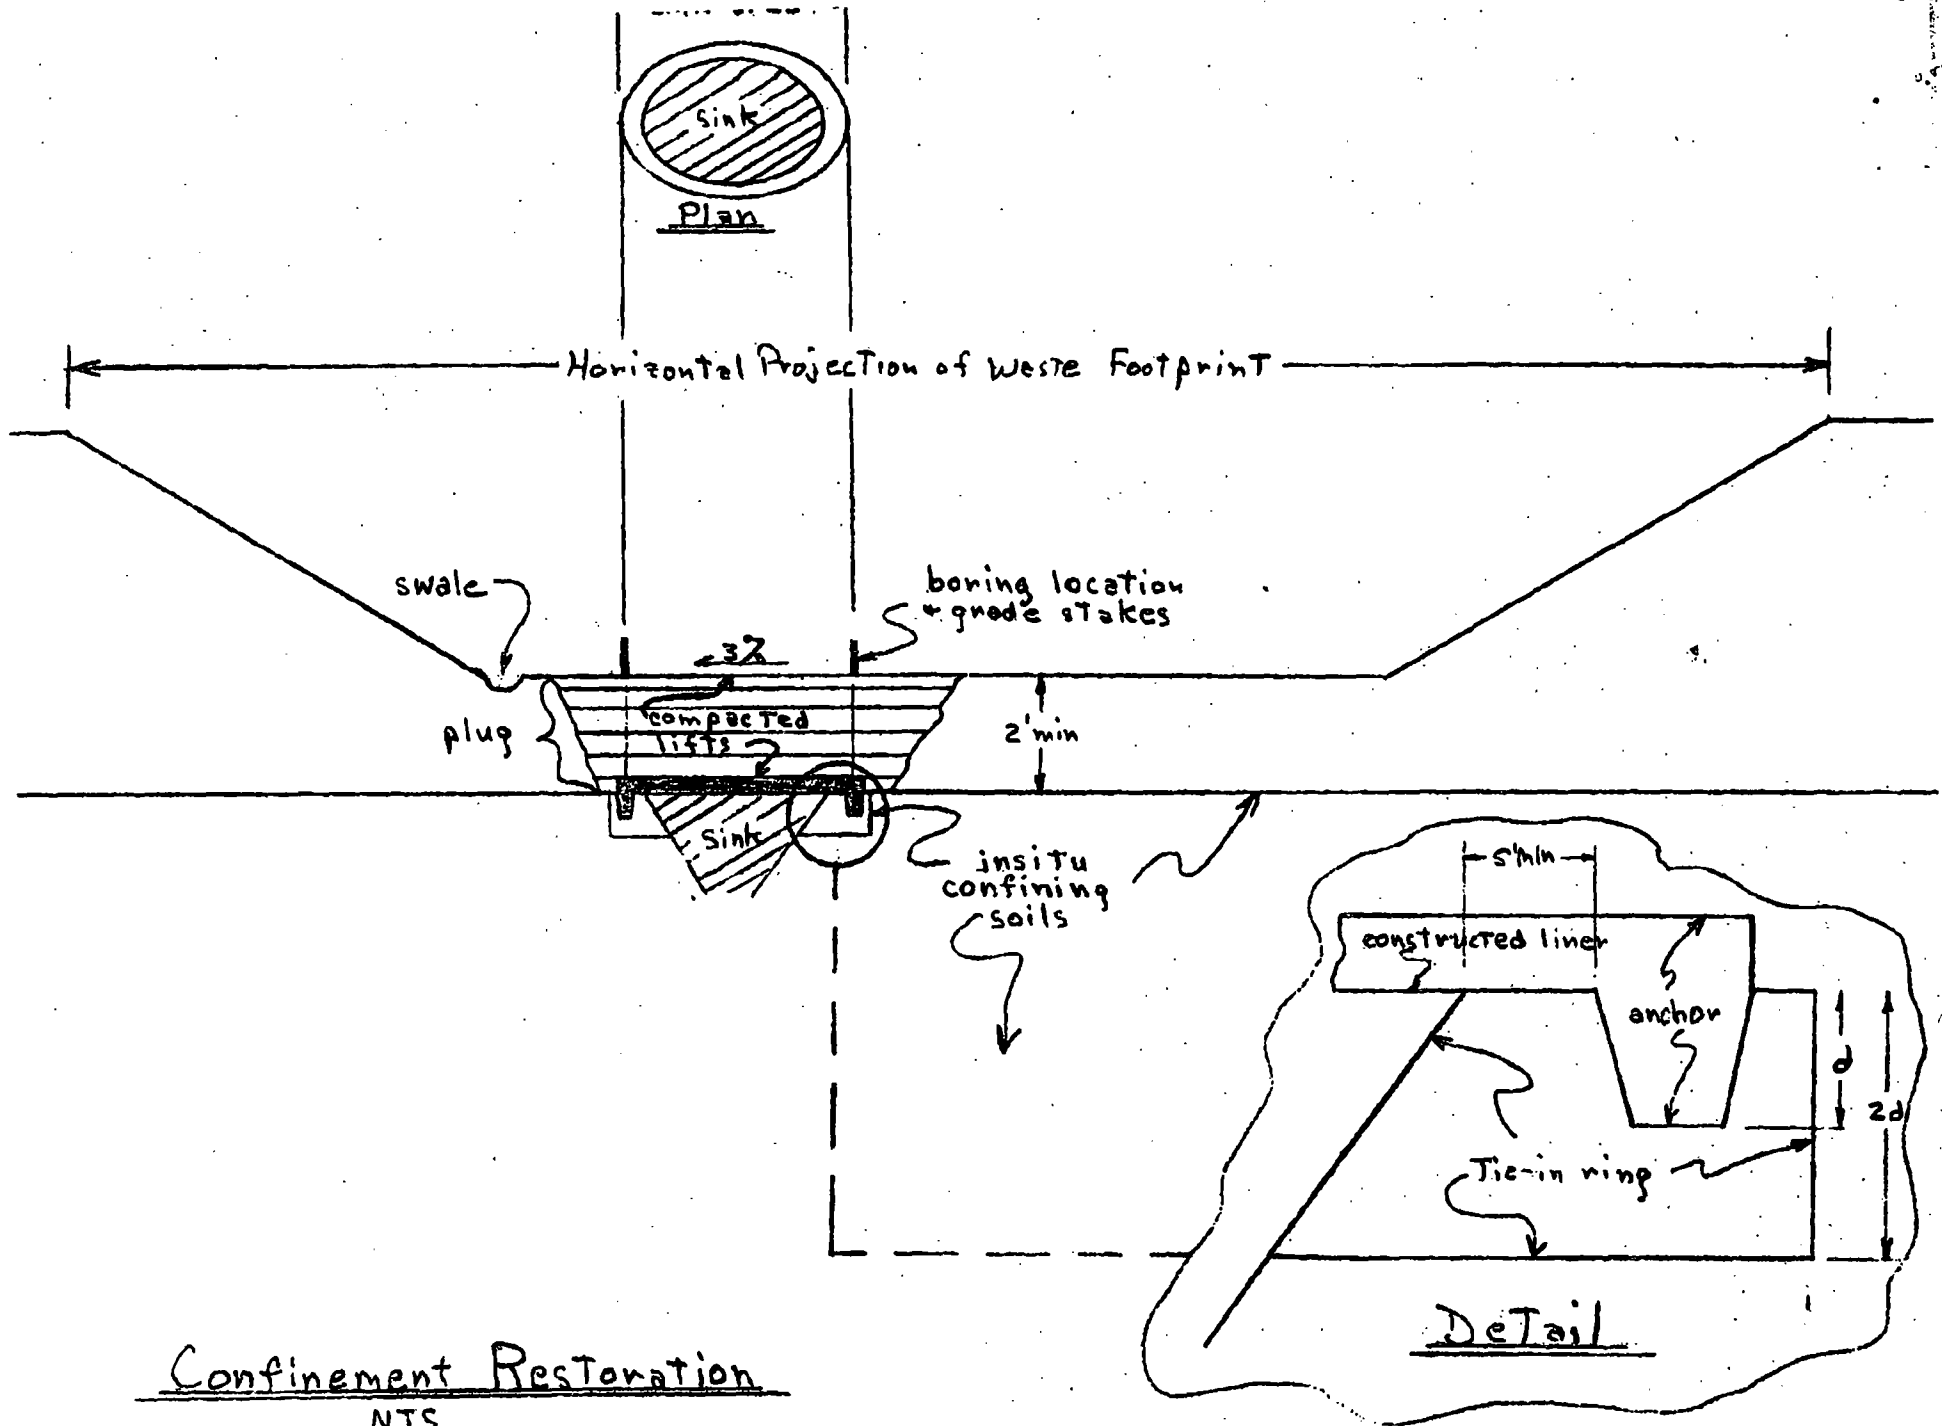 Sink
Plan
Horizontal Projection of Waste Footprint
swale
boring location
+ grade stakes
3%
compacted
lifts
plug
2'min
Sink
insitu
confining
soils
5'min
constructed liner
anchor
d
2d
Tie-in ring
Detail
Confinement Restoration
NTS